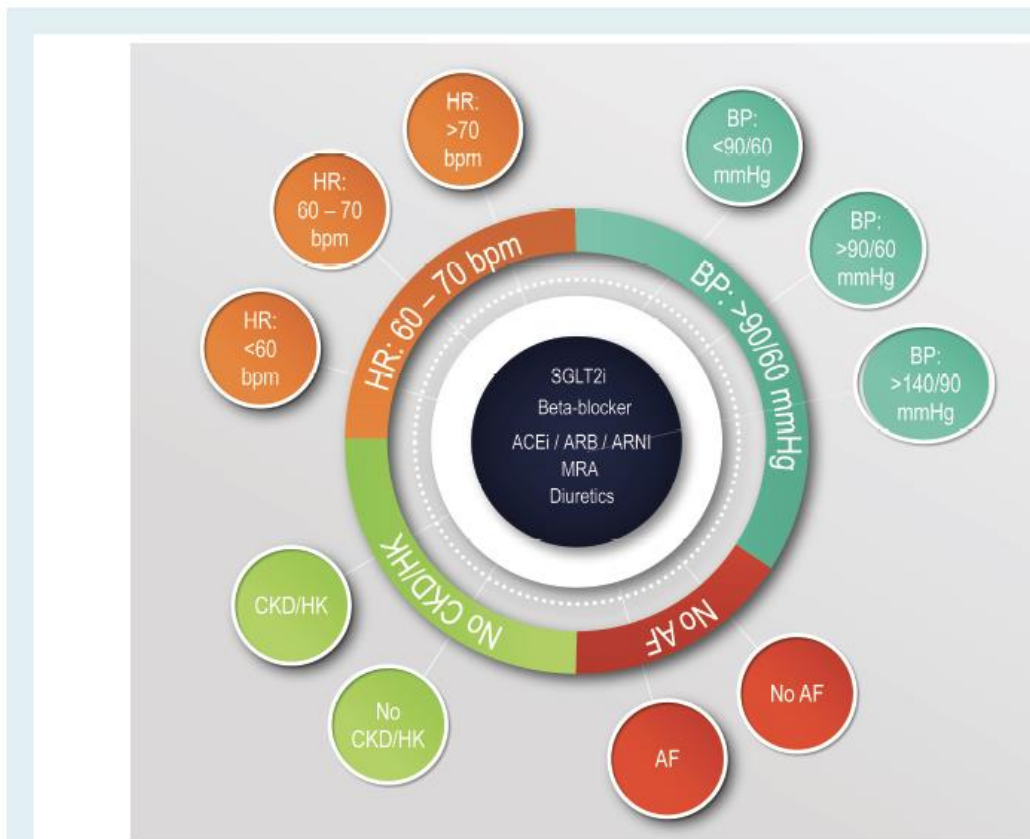 HR:
>70
bpm
HR:
60 – 70
bpm
HR:
<60
bpm
BP:
<90/60
mmHg
BP:
>90/60
mmHg
BP:
>140/90
mmHg
HR: 60 – 70 bpm
BP: >90/60 mmHg
SGLT2i
Beta-blocker
ACEi / ARB / ARNI
MRA
Diuretics
No CKD/HK
No AF
CKD/HK
No
CKD/HK
AF
No AF